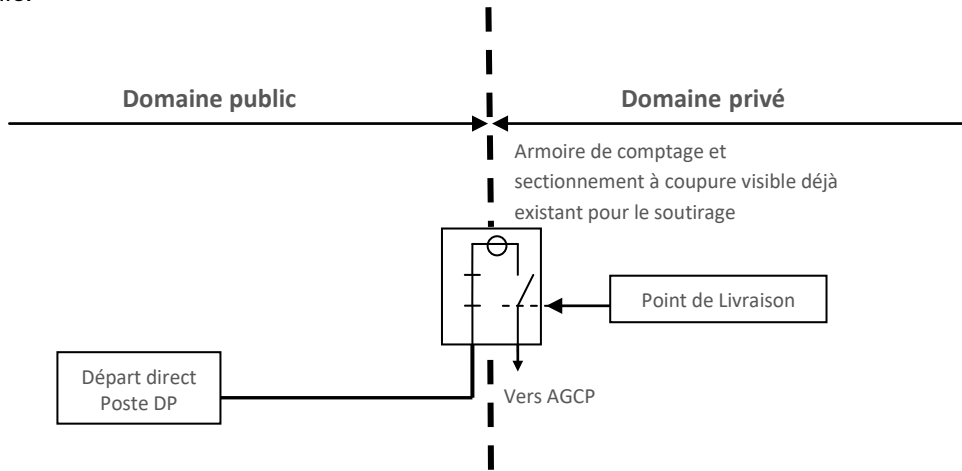 Domaine public
Domaine privé
Armoire de comptage et
sectionnement à coupure visible déjà
existant pour le soutirage
Point de Livraison
Départ direct
Poste DP
Vers AGCP